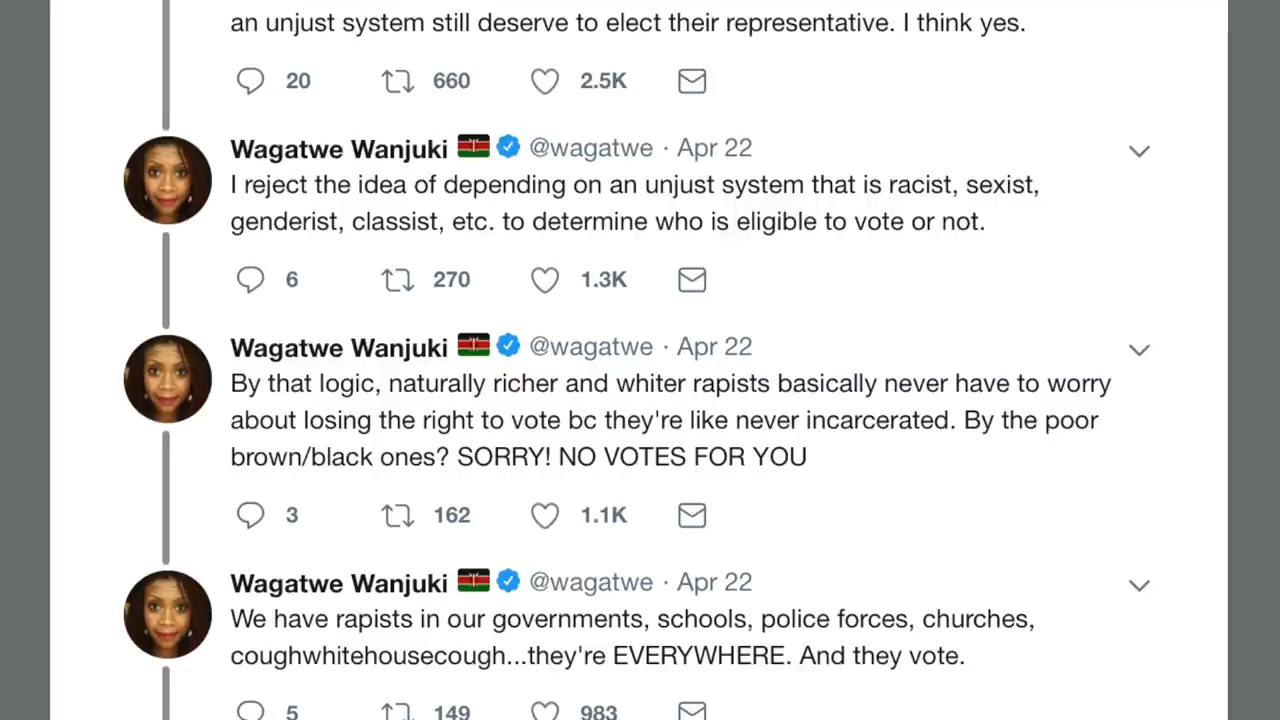 an unjust system still deserve to elect their representative. I think yes.
20 660 2.5K
Wagatwe Wanjuki @wagatwe · Apr 22
I reject the idea of depending on an unjust system that is racist, sexist,
genderist, classist, etc. to determine who is eligible to vote or not.
6 270 1.3K
Wagatwe Wanjuki @wagatwe · Apr 22
By that logic, naturally richer and whiter rapists basically never have to worry
about losing the right to vote bc they're like never incarcerated. By the poor
brown/black ones? SORRY! NO VOTES FOR YOU
3 162 1.1K
Wagatwe Wanjuki @wagatwe · Apr 22
We have rapists in our governments, schools, police forces, churches,
coughwhitehousecough...they're EVERYWHERE. And they vote.
5 149 983